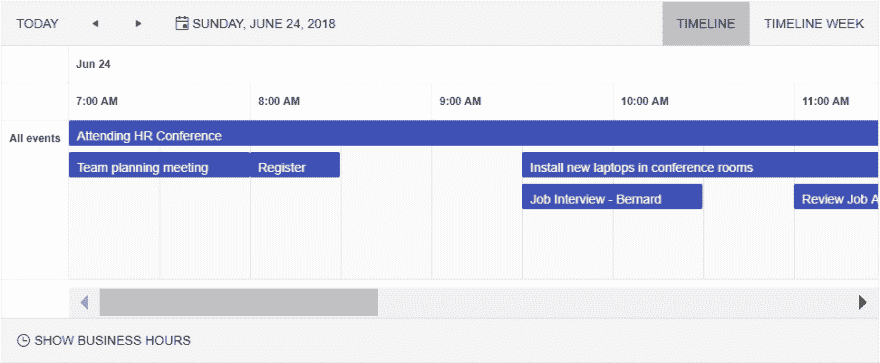 TODAY SUNDAY, JUNE 24, 2018 TIMELINE TIMELINE WEEK
Jun 24
7:00 AM 8:00 AM 9:00 AM 10:00 AM 11:00 AM
All events Attending HR Conference
Team planning meeting Register Install new laptops in conference rooms
Job Interview - Bernard Review Job A
SHOW BUSINESS HOURS